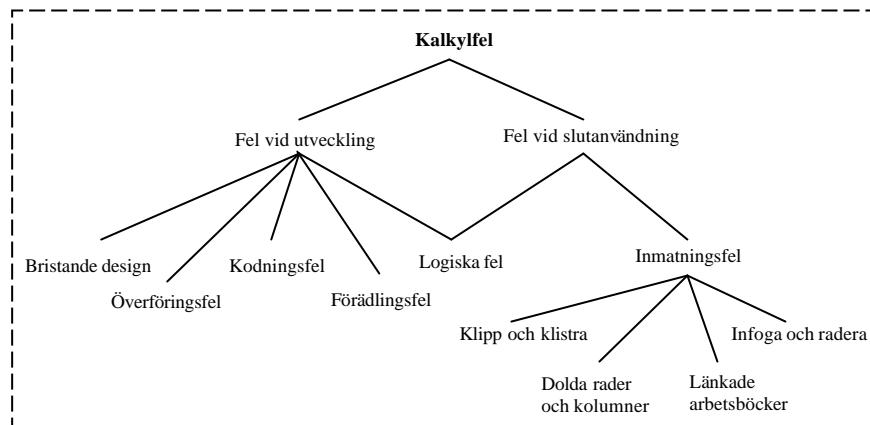 Kalkylfel
Fel vid utveckling
Fel vid slutanvändning
Bristande design
Överföringsfel
Kodningsfel
Förädlingsfel
Logiska fel
Inmatningsfel
Klipp och klistra
Dolda rader
och kolumner
Länkade
arbetsböcker
Infoga och radera